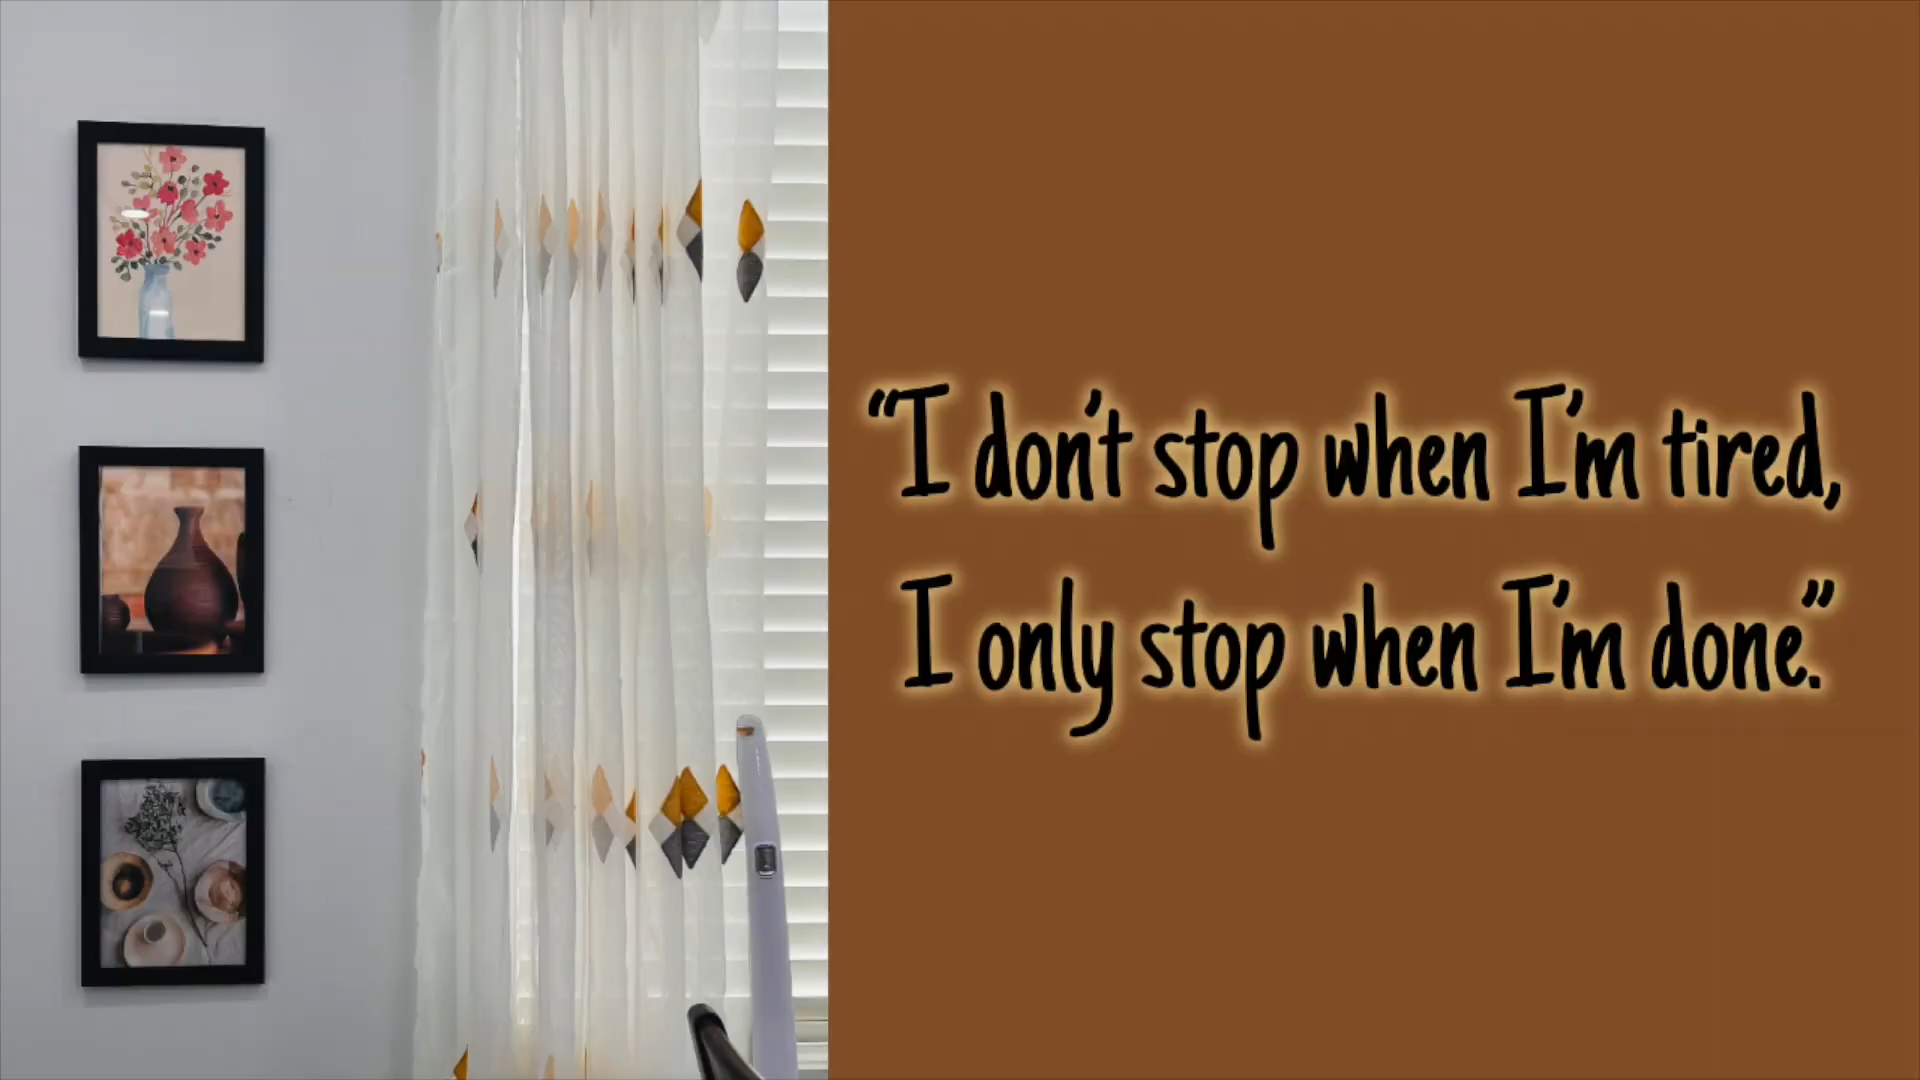 “I don't stop when I'm tired,
I only stop when I'm done.”